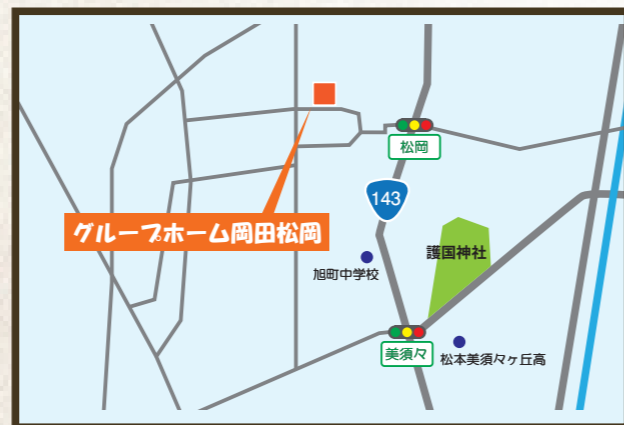 松岡
143
グループホーム岡田松岡
護国神社
旭町中学校
美須々
松本美須々ヶ丘高